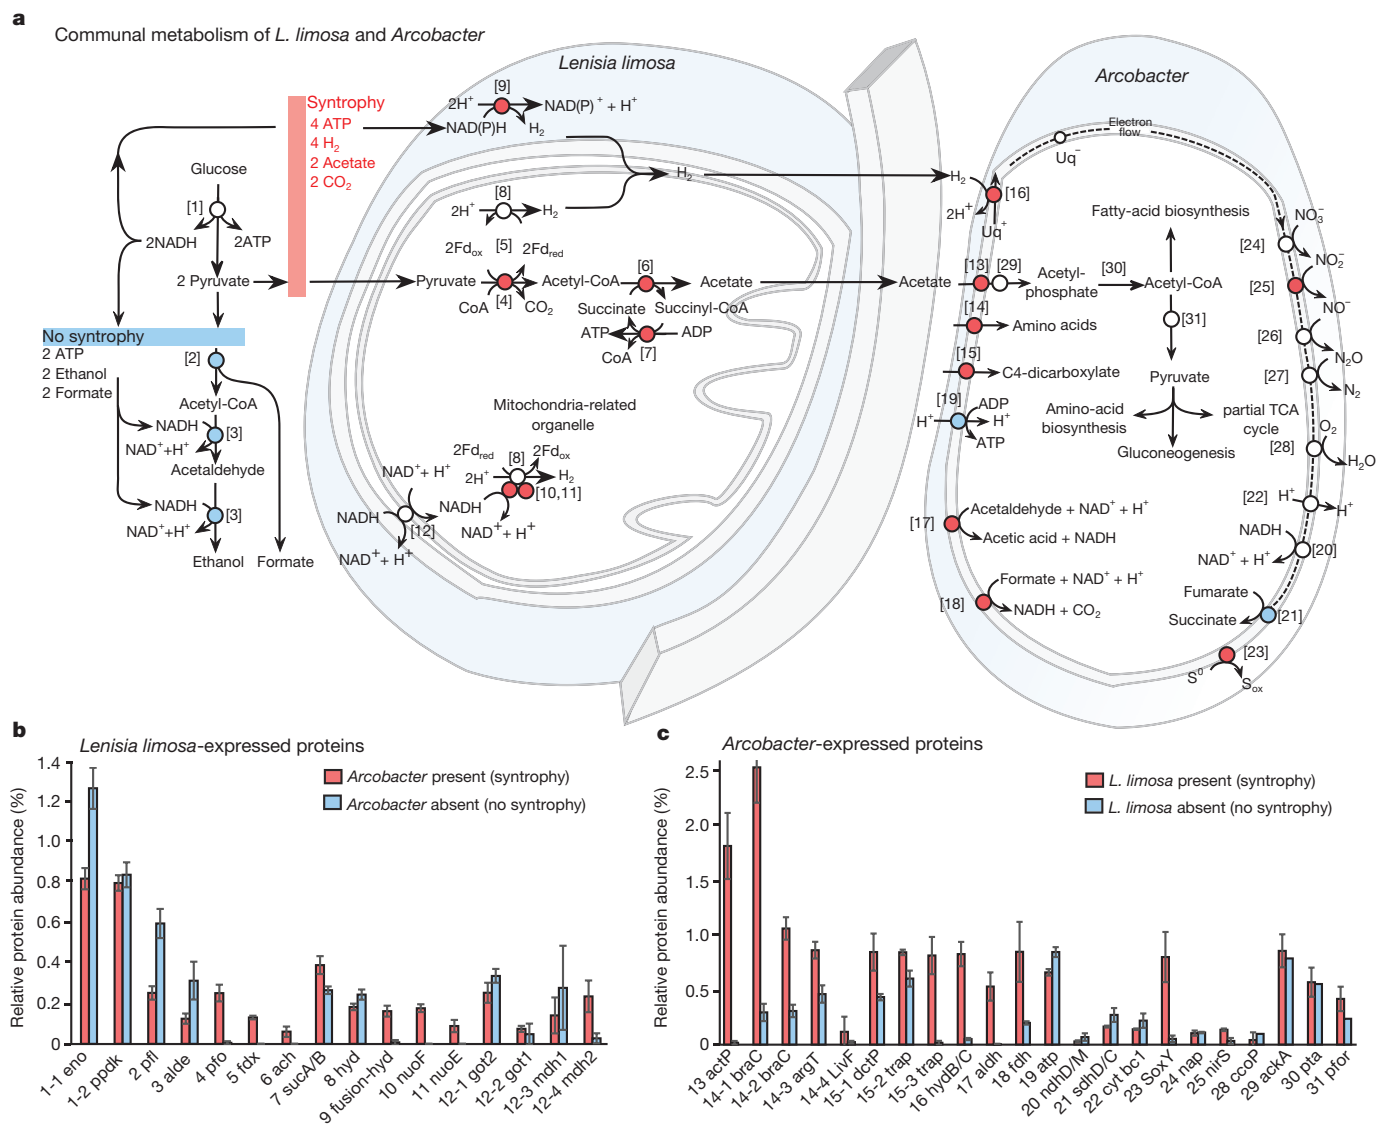 a
Communal metabolism of L. limosa and Arcobacter
Syntrophy
4 ATP
4 H2
2 Acetate
2 CO2
Glucose
[1]
2NADH
2ATP
2 Pyruvate
No syntrophy
2 ATP
2 Ethanol
2 Formate
[2]
Acetyl-CoA
NADH
[3]
NAD+ +H+
Acetaldehyde
NADH
[3]
NAD+ +H+
Ethanol
Formate
Lenisia limosa
[9]
2H+
NAD(P)+ + H+
NAD(P)H
H2
H2
[8]
2H+
H2
2Fdox
[5]
2Fdred
Pyruvate
Acetyl-CoA
[6]
Acetate
CoA
[4]
CO2
Succinate
Succinyl-CoA
ATP
ADP
CoA
[7]
Mitochondria-related
organelle
2Fdred
[8]
2Fdox
NAD+ + H+
2H+
H2
NADH
[10,11]
NADH
[12]
NAD+ + H+
NAD+ + H+
Arcobacter
Electron
flow
Uq−
H2
[16]
2H+
Uq+
Fatty-acid biosynthesis
NO3−
[24]
NO2−
[13]
[29]
Acetate
Acetyl-
phosphate
[30]
Acetyl-CoA
[25]
NO−
[14]
Amino acids
[31]
[26]
N2O
[15]
C4-dicarboxylate
Pyruvate
[27]
N2
[19]
ADP
H+
H+
ATP
Amino-acid
biosynthesis
partial TCA
cycle
O2
[28]
H2O
Gluconeogenesis
[22]
H+
H+
[17]
Acetaldehyde + NAD+ + H+
Acetic acid + NADH
NADH
[20]
NAD+ + H+
[18]
Formate + NAD+ + H+
NADH + CO2
Fumarate
Succinate
[21]
[23]
S0
Sox
b
Lenisia limosa-expressed proteins
Arcobacter present (syntrophy)
Arcobacter absent (no syntrophy)
Relative protein abundance (%)
1.4
1.2
1.0
0.8
0.6
0.4
0.2
0
1-1 eno
1-2 ppdk
2 pfl
3 alde
4 pfo
5 fdx
6 ach
7 sucA/B
8 hyd
9 fusion-hyd
10 nuoF
11 nuoE
12-1 got2
12-2 got1
12-3 mdh1
12-4 mdh2
c
Arcobacter-expressed proteins
L. limosa present (syntrophy)
L. limosa absent (no syntrophy)
Relative protein abundance (%)
2.5
2.0
1.5
1.0
0.5
0
13 actP
14-1 braC
14-2 braC
14-3 argT
14-4 LivF
15-1 dctP
15-2 trap
15-3 trap
16 hydB/C
17 aldh
18 fdh
19 atp
20 ndhD/M
21 sdhD/C
22 cyt bc1
23 SoxY
24 nap
25 nirS
28 ccoP
29 ackA
30 pta
31 pfor